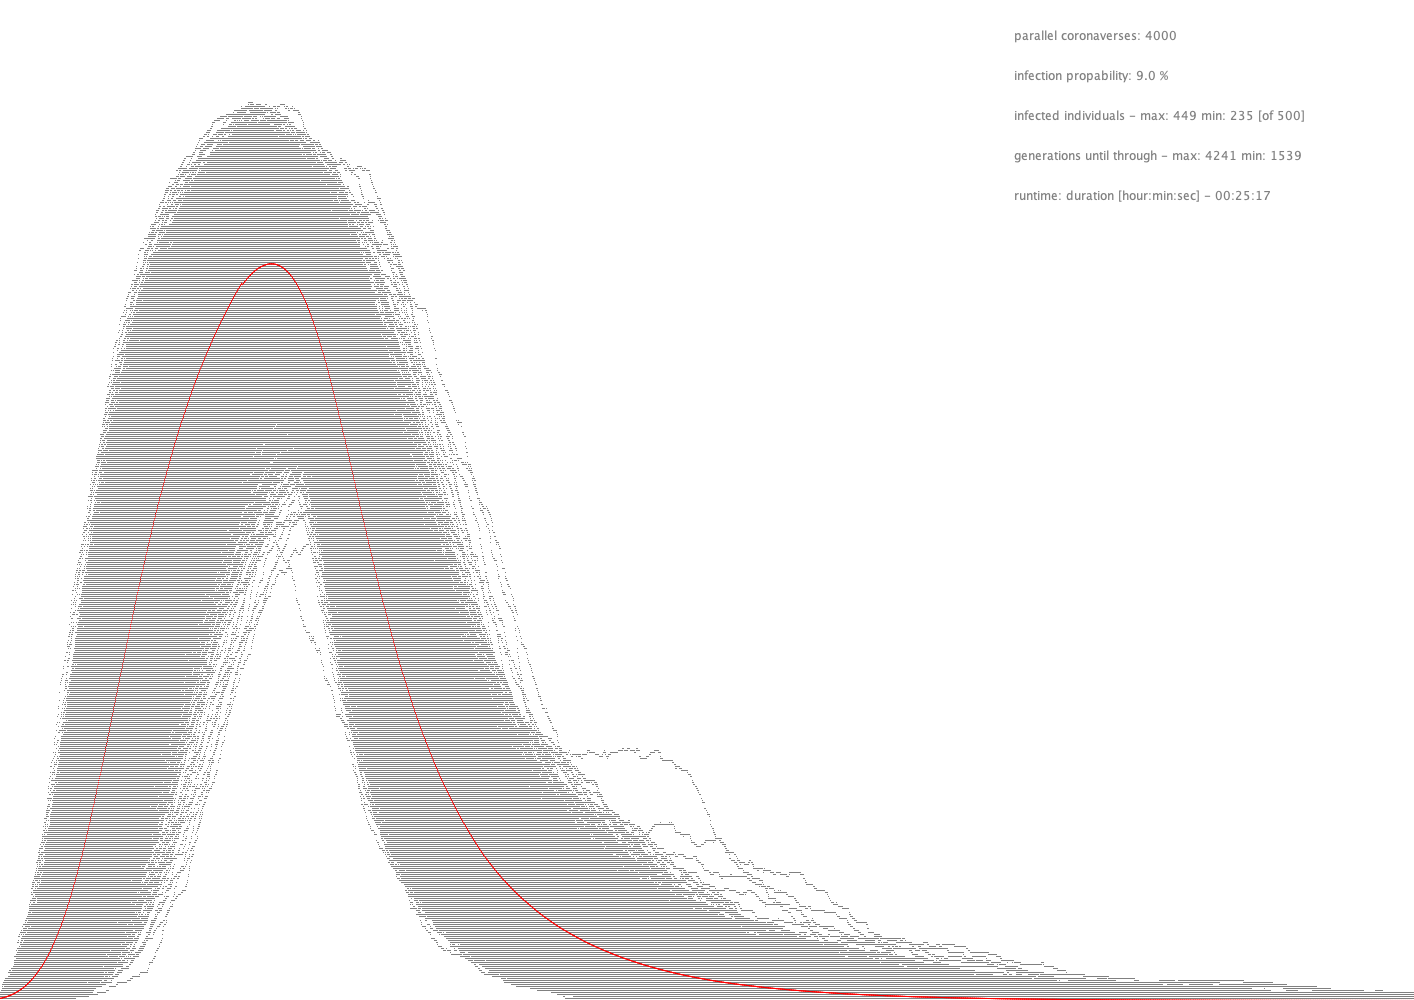 parallel coronaverses: 4000
infection propability: 9.0 %
infected individuals - max: 449 min: 235 [of 500]
generations until through - max: 4241 min: 1539
runtime: duration [hour:min:sec] - 00:25:17